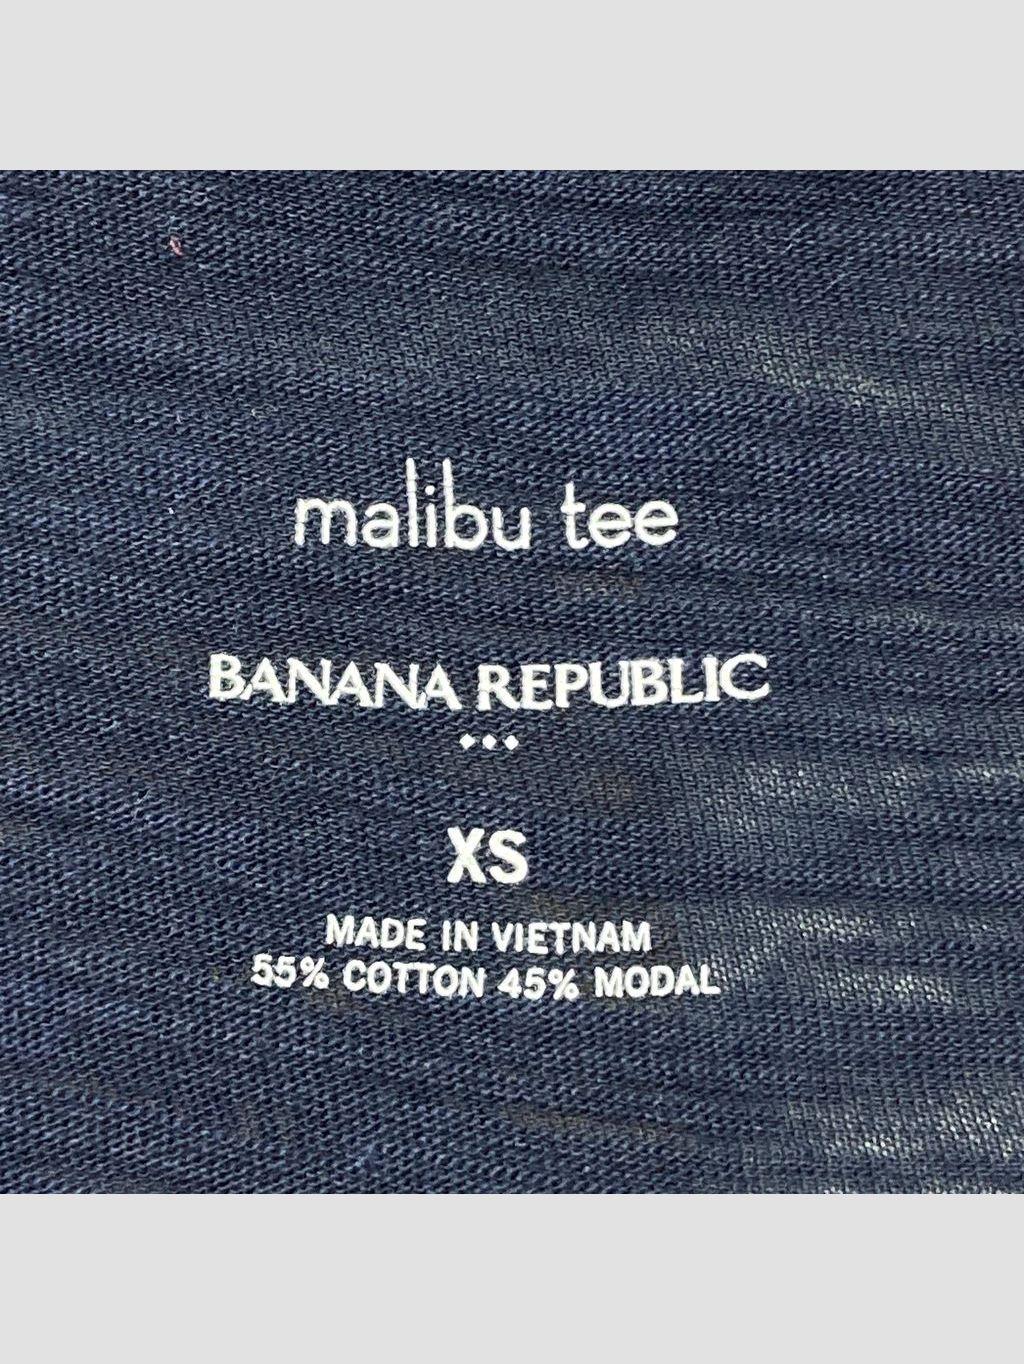 malibu tee
BANANA REPUBLIC
XS
MADE IN VIETNAM
55% COTTON 45% MODAL